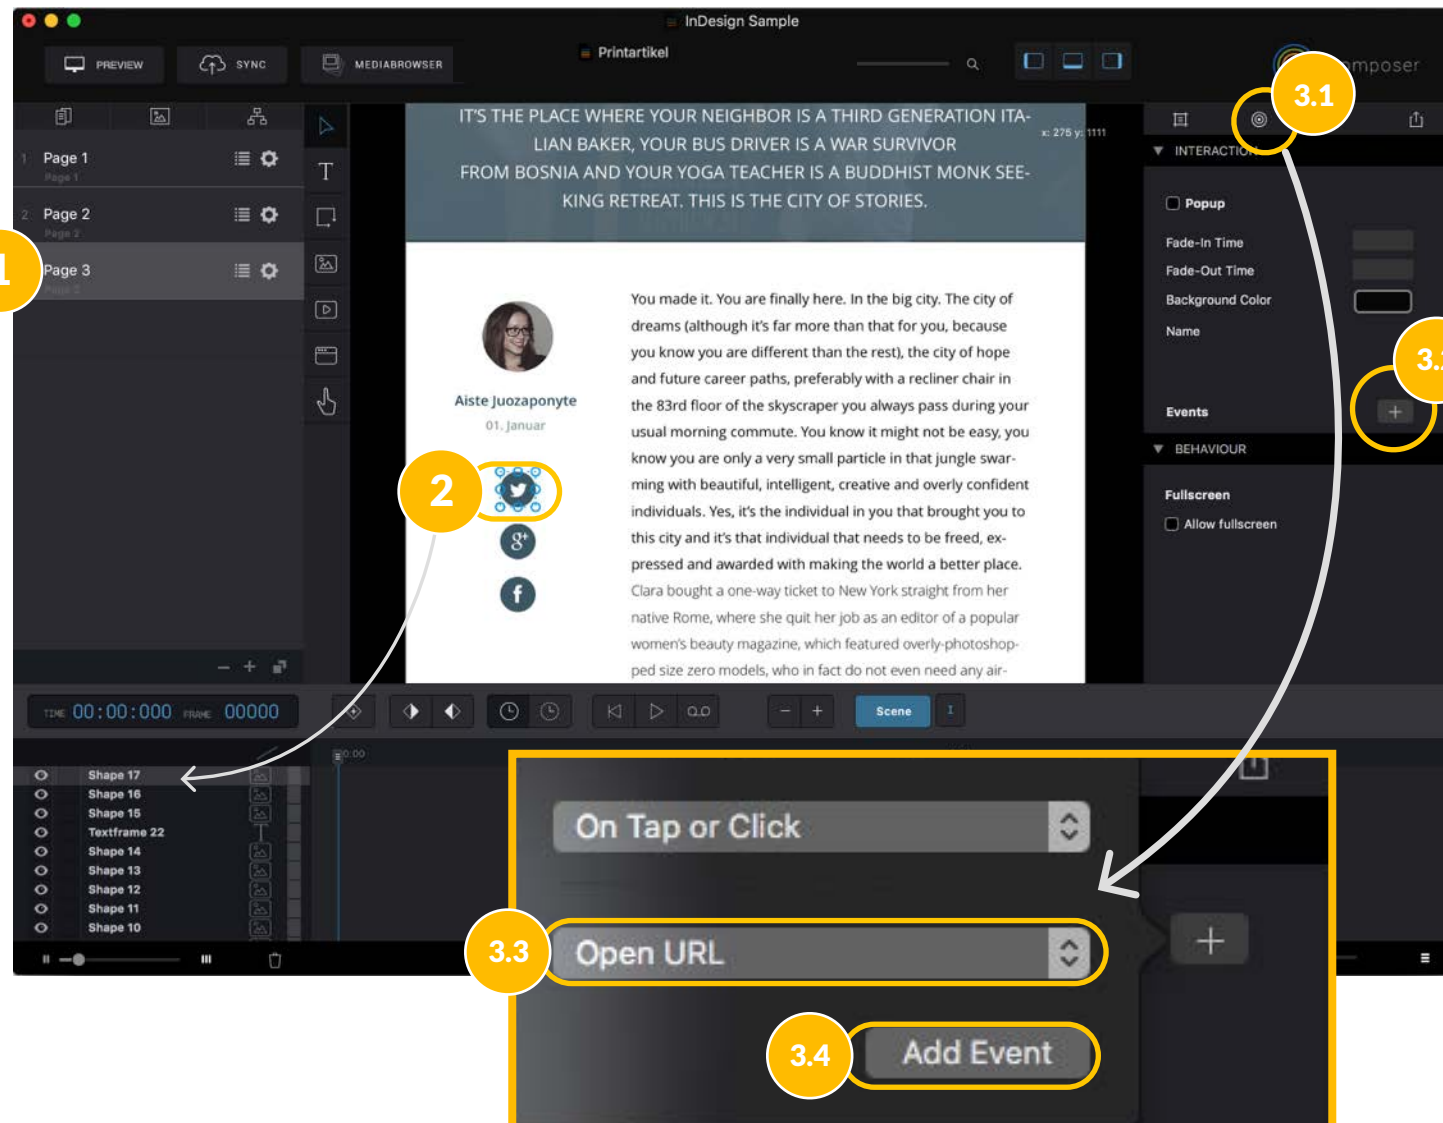 InDesign Sample
PREVIEW
SYNC
MEDIABROWSER
Printartikel
mposer
3.1
1 Page 1
Page 1
2 Page 2
Page 2
1
Page 3
IT'S THE PLACE WHERE YOUR NEIGHBOR IS A THIRD GENERATION ITA-
LIAN BAKER, YOUR BUS DRIVER IS A WAR SURVIVOR
FROM BOSNIA AND YOUR YOGA TEACHER IS A BUDDHIST MONK SEE-
KING RETREAT. THIS IS THE CITY OF STORIES.
x: 275 y: 1111
Aiste Juozaponyte
01. Januar
2
g+
f
You made it. You are finally here. In the big city. The city of
dreams (although it's far more than that for you, because
you know you are different than the rest), the city of hope
and future career paths, preferably with a recliner chair in
the 83rd floor of the skyscraper you always pass during your
usual morning commute. You know it might not be easy, you
know you are only a very small particle in that jungle swar-
ming with beautiful, intelligent, creative and overly confident
individuals. Yes, it's the individual in you that brought you to
this city and it's that individual that needs to be freed, ex-
pressed and awarded with making the world a better place.
Clara bought a one-way ticket to New York straight from her
native Rome, where she quit her job as an editor of a popular
women's beauty magazine, which featured overly-photoshop-
ped size zero models, who in fact do not even need any air-
INTERACTION
Popup
Fade-In Time
Fade-Out Time
Background Color
Name
3.2
Events
BEHAVIOUR
Fullscreen
Allow fullscreen
TIME 00:00:000 FRAME 00000
Scene
0:00
Shape 17
Shape 16
Shape 15
Textframe 22
Shape 14
Shape 13
Shape 12
Shape 11
Shape 10
On Tap or Click
3.3
Open URL
3.4
Add Event